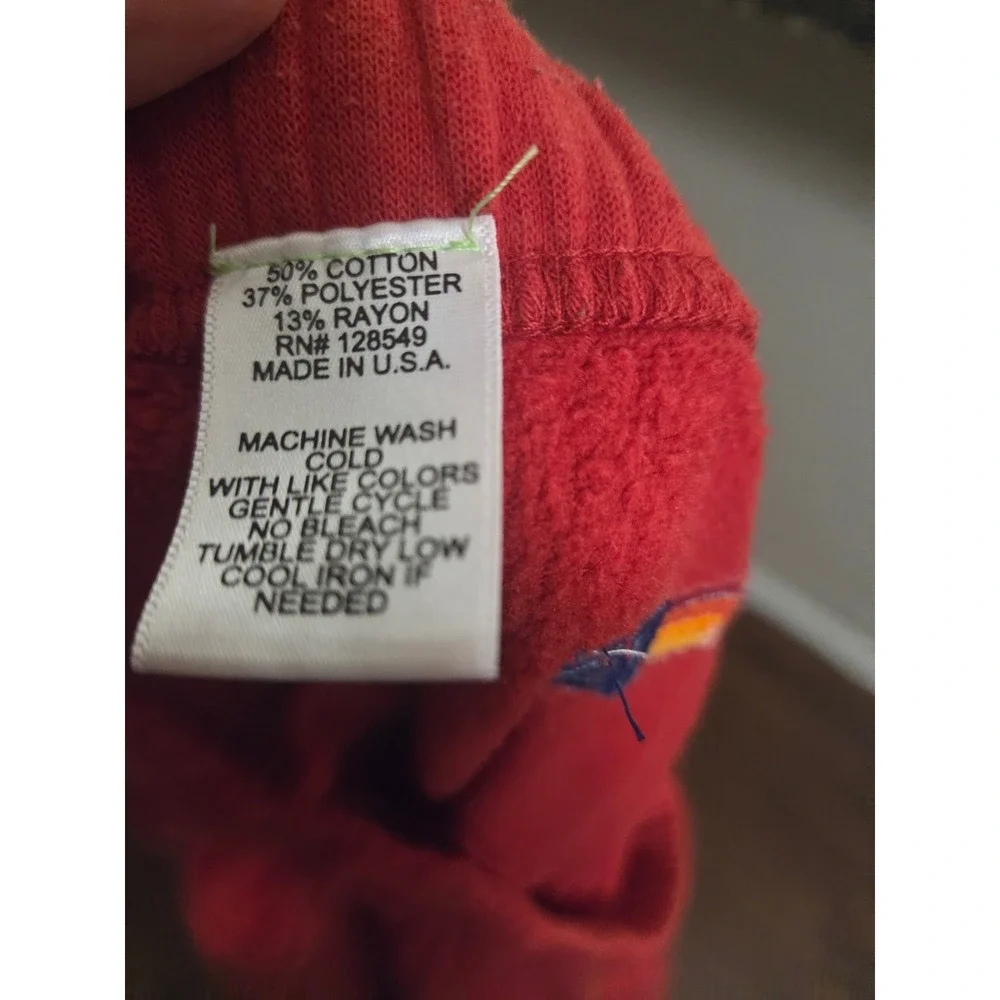 50% COTTON
37% POLYESTER
13% RAYON
RN# 128549
MADE IN U.S.A.
MACHINE WASH
COLD
WITH LIKE COLORS
GENTLE CYCLE
NO BLEACH
TUMBLE DRY LOW
COOL IRON IF
NEEDED